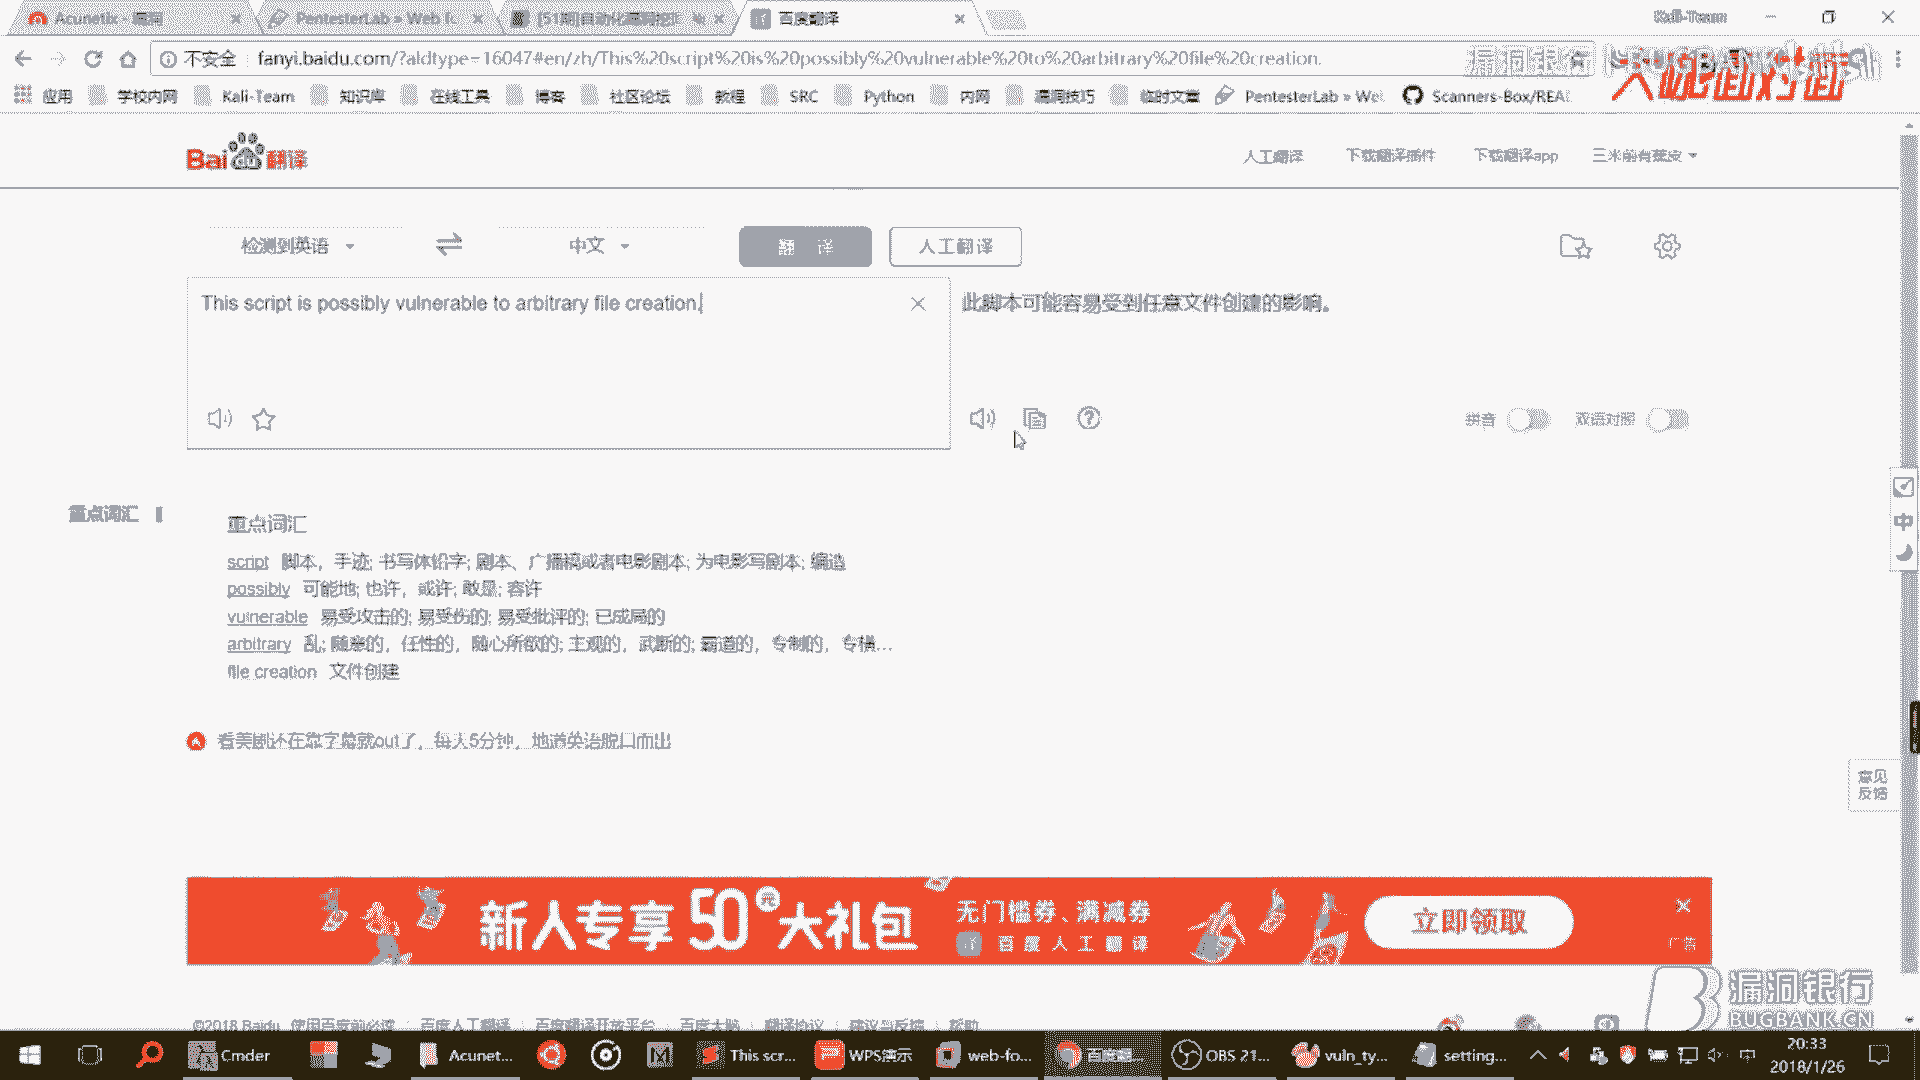 Acunetix -
PentesterLab » Web f
[51期]自动化漏洞挖
百度翻译
Kali-Team
不安全 fanyi.baidu.com/?aldtype=16047#en/zh/This%20script%20is%20possibly%20vulnerable%20to%20arbitrary%20file%20creation.
漏洞银行 BUGBANK
大咖面对面
应用 学校内网 Kali-Team 知识库 在线工具 博客 社区论坛 教程 SRC Python 内网 漏洞技巧 临时文章 PentesterLab » We Scanners-Box/REA
Bai du 翻译
人工翻译 下载翻译插件 下载翻译app 三米前有蕉皮
检测到英语 中文 翻 译 人工翻译
This script is possibly vulnerable to arbitrary file creation.
此脚本可能容易受到任意文件创建的影响。
拼音 双语对照
重点词汇
重点词汇
script 脚本，手迹; 书写体铅字; 剧本、广播稿或者电影剧本; 为电影写剧本; 编造
possibly 可能地; 也许，或许; 敢是; 容许
vulnerable 易受攻击的; 易受伤的; 易受批评的; 已成局的
arbitrary 乱; 随意的，任性的，随心所欲的; 主观的，武断的; 霸道的，专制的，专横...
file creation 文件创建
看美剧还在靠字幕就out了，每天5分钟，地道英语脱口而出
中
意见
反馈
新人专享50元大礼包
无门槛券、满减券
百度人工翻译
立即领取
广告
©2018 Baidu 使用百度前必读 百度人工翻译 百度翻译开放平台 百度大脑 翻译协议 建议与反馈 帮助
漏洞银行
BUGBANK.CN
Cmder Acunet... This scr... WPS演示 web-fo... 百度翻... OBS 21... vuln_ty... setting... 中
20:33
2018/1/26